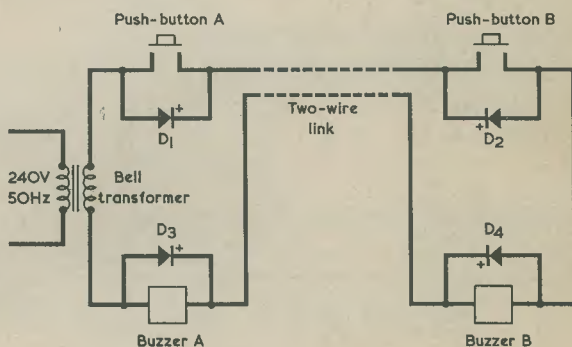 Push-button A
Push-button B
+
D1
Two-wire
link
+
D2
240V
50Hz
Bell
transformer
D3
+
D4
+
Buzzer A
Buzzer B